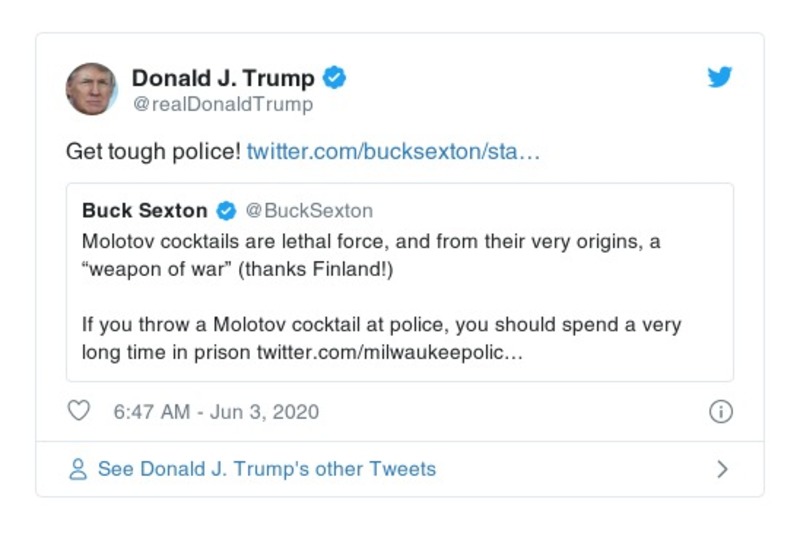 Donald J. Trump
@realDonaldTrump
Get tough police! twitter.com/bucksexton/sta…
Buck Sexton @BuckSexton
Molotov cocktails are lethal force, and from their very origins, a
“weapon of war” (thanks Finland!)
If you throw a Molotov cocktail at police, you should spend a very
long time in prison twitter.com/milwaukeepolic…
6:47 AM - Jun 3, 2020
See Donald J. Trump's other Tweets